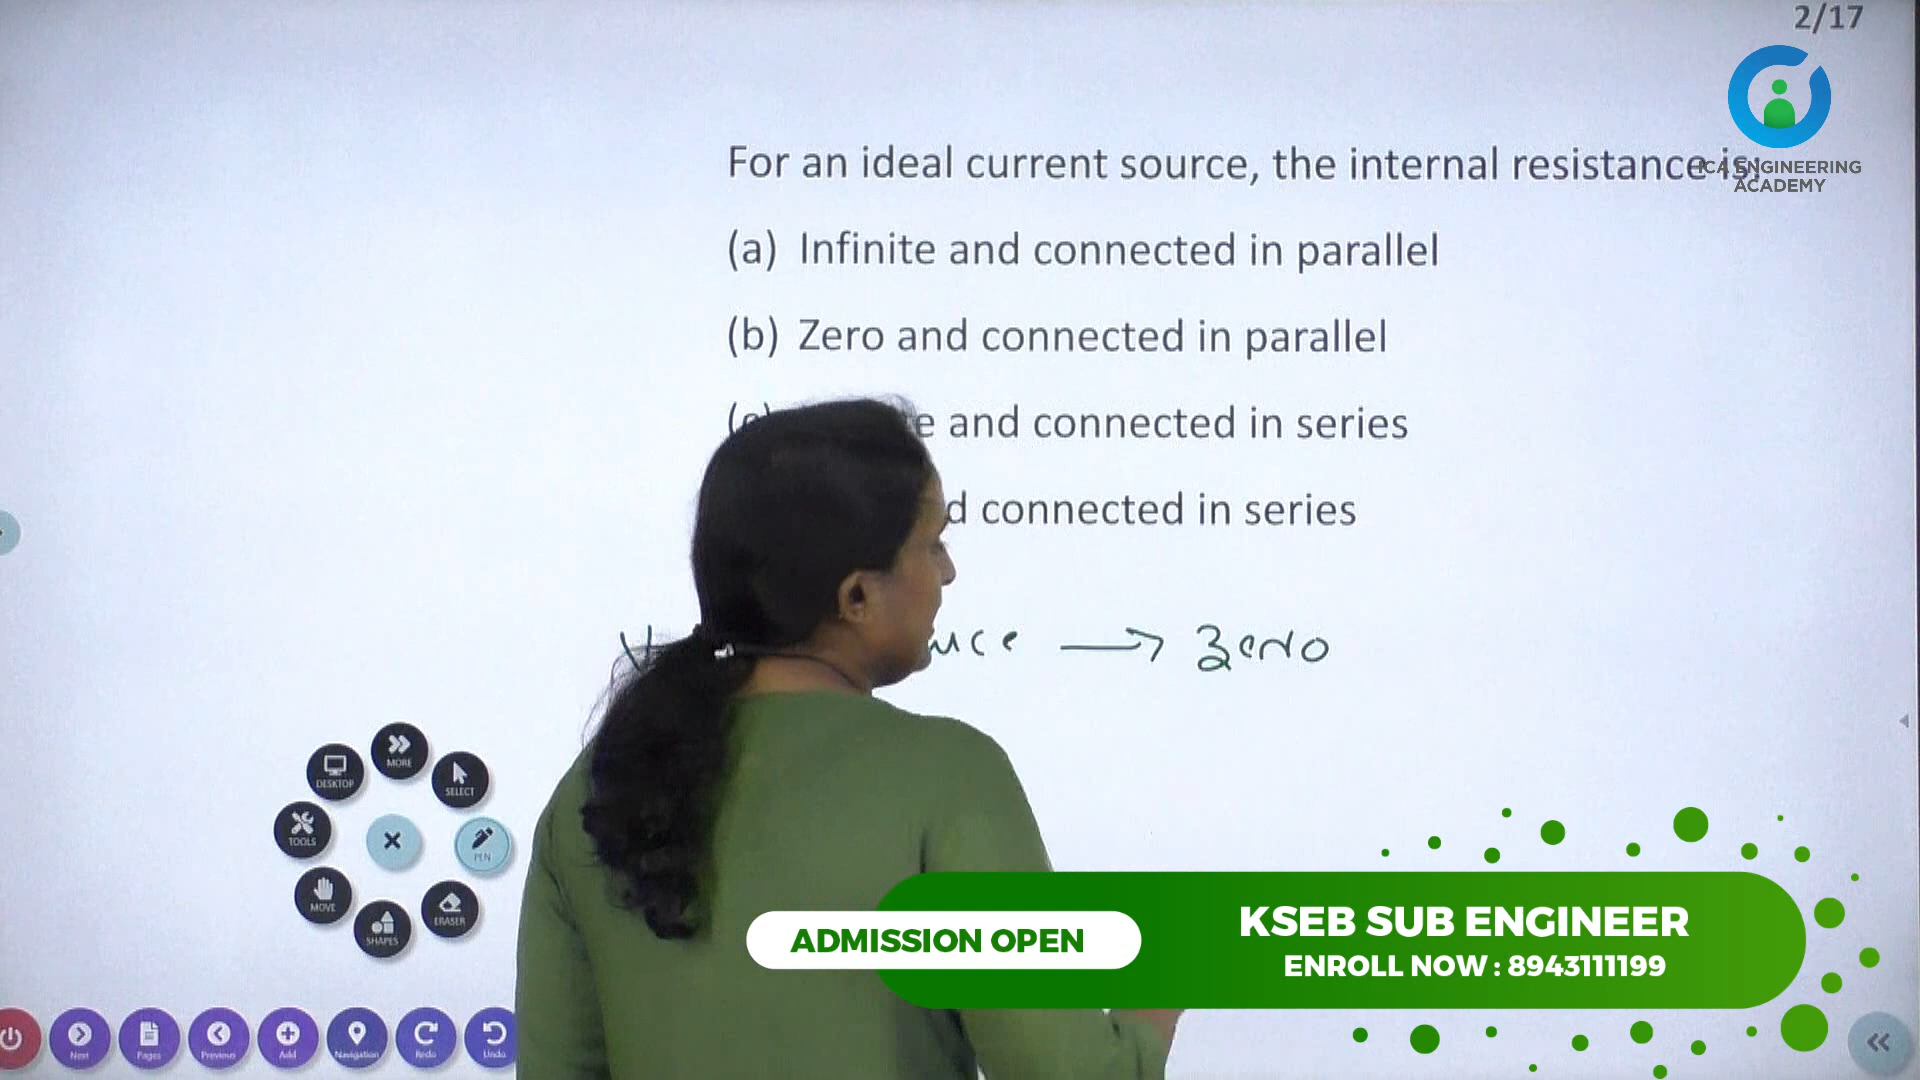 2/17
ICA ENGINEERING
ACADEMY
For an ideal current source, the internal resistance is:
(a) Infinite and connected in parallel
(b) Zero and connected in parallel
and connected in series
connected in series
→ zero
MORE
DESKTOP
SELECT
TOOLS
PEN
MOVE
ERASER
SHAPES
ADMISSION OPEN
KSEB SUB ENGINEER
ENROLL NOW : 8943111199
Next
Pages
Previous
Add
Navigation
Redo
Undo